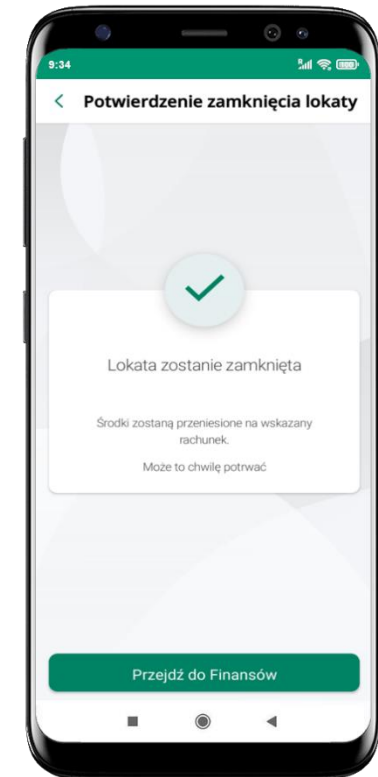 9:34
Potwierdzenie zamknięcia lokaty
Lokata zostanie zamknięta
Środki zostaną przeniesione na wskazany
rachunek.
Może to chwilę potrwać
Przejdź do Finansów